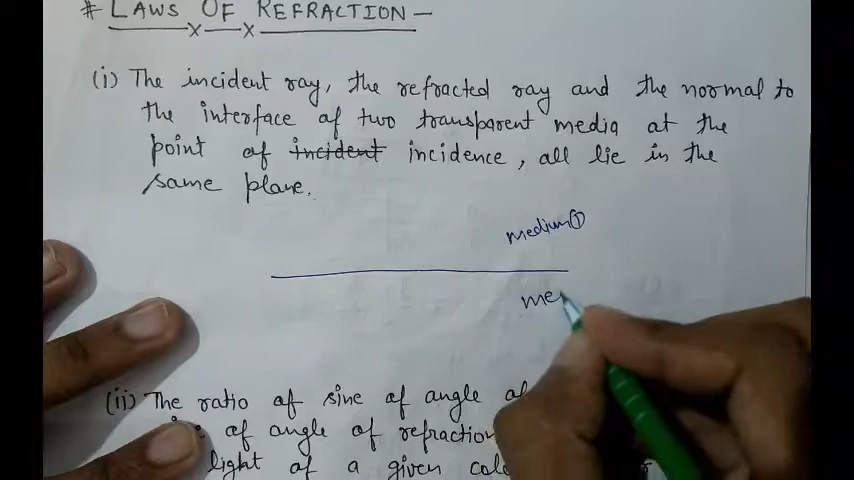 # LAWS OF REFRACTION —
(i) The incident ray, the refracted ray and the normal to
the interface of two transparent media at the
point of incident incidence, all lie in the
same plane.
medium ①
me
(ii) The ratio of sine of angle of
of angle of refraction
light of a given